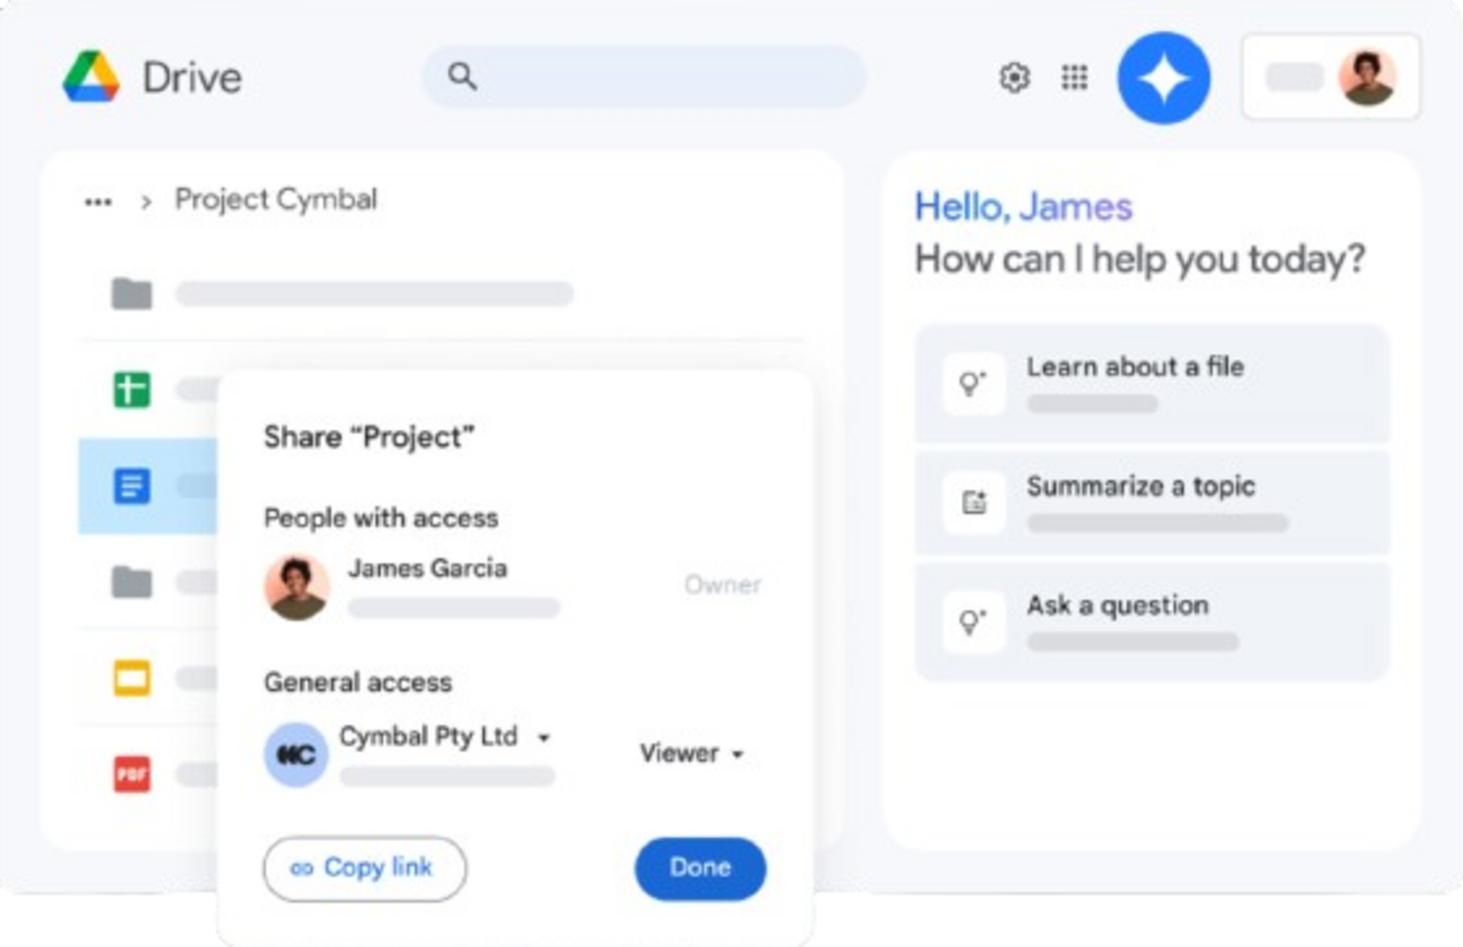 Drive
Project Cymbal
Share “Project”
People with access
James Garcia
Owner
General access
Cymbal Pty Ltd
Viewer
Copy link
Done
PDF
Hello, James
How can I help you today?
Learn about a file
Summarize a topic
Ask a question